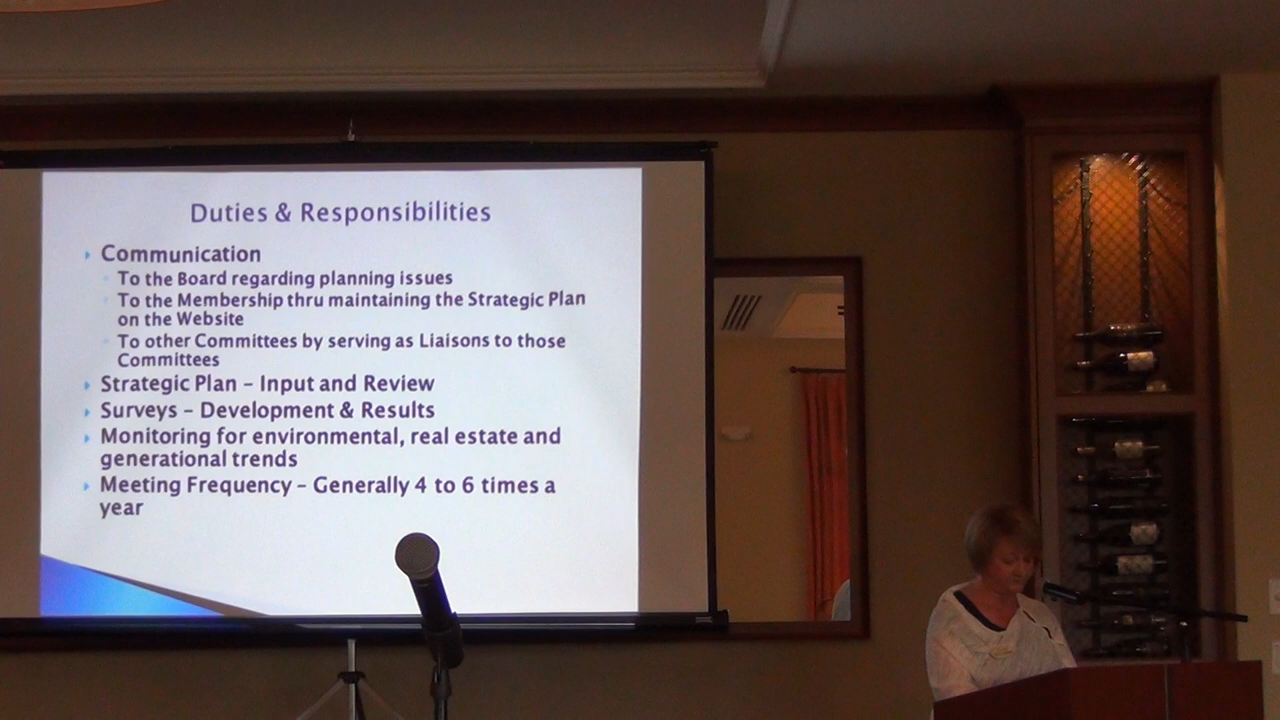 Duties & Responsibilities
Communication
To the Board regarding planning issues
To the Membership thru maintaining the Strategic Plan
on the Website
To other Committees by serving as Liaisons to those
Committees
Strategic Plan – Input and Review
Surveys – Development & Results
Monitoring for environmental, real estate and
generational trends
Meeting Frequency – Generally 4 to 6 times a
year